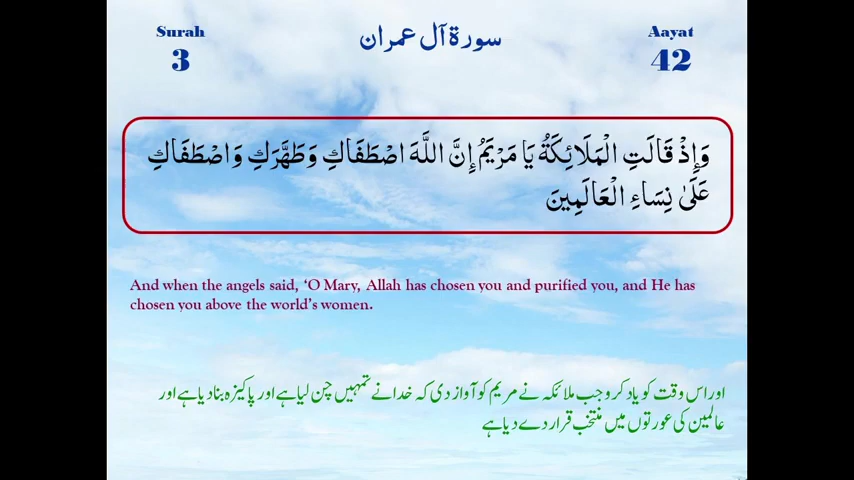 Surah
3
سورة آل عمران
Aayat
42
وَإِذْ قَالَتِ الْمَلَائِكَةُ يَا مَرْيَمُ إِنَّ اللَّهَ اصْطَفَاكِ وَطَهَّرَكِ وَاصْطَفَاكِ
عَلَىٰ نِسَاءِ الْعَالَمِينَ
And when the angels said, ‘O Mary, Allah has chosen you and purified you, and He has
chosen you above the world’s women.
اور اس وقت کو یاد کرو جب ملائکہ نے مریم کو آواز دی کہ خدا نے تمہیں چن لیا ہے اور پاکیزہ بنادیا ہے اور
عالمین کی عورتوں میں منتخب قرار دے دیا ہے